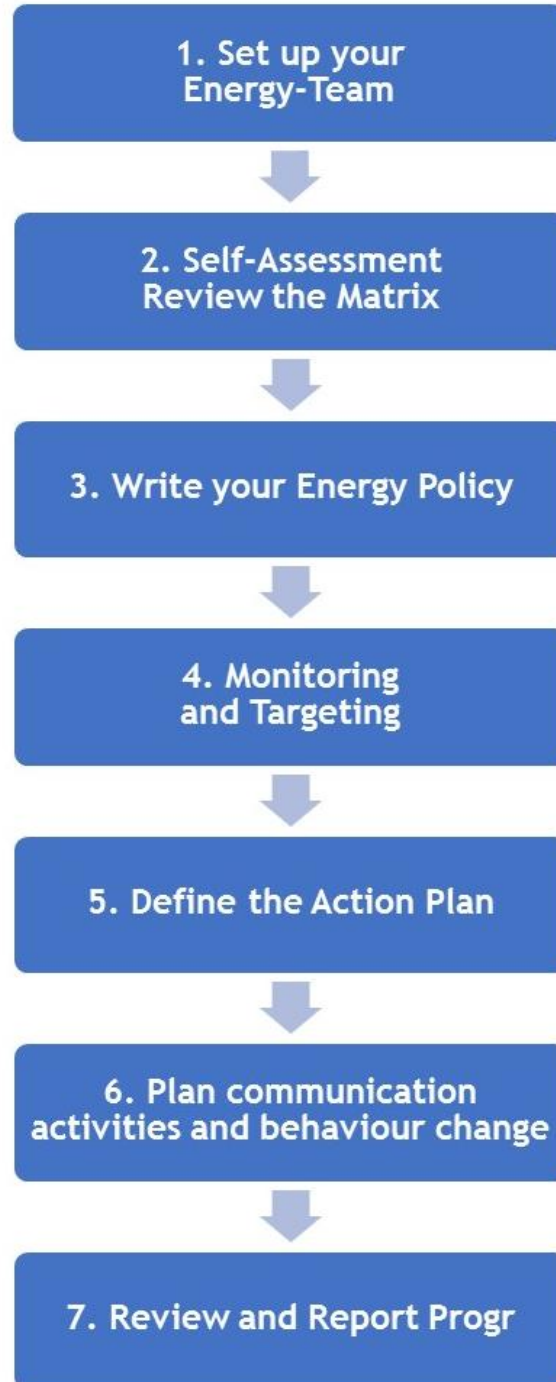 1. Set up your
Energy-Team
2. Self-Assessment
Review the Matrix
3. Write your Energy Policy
4. Monitoring
and Targeting
5. Define the Action Plan
6. Plan communication
activities and behaviour change
7. Review and Report Progr